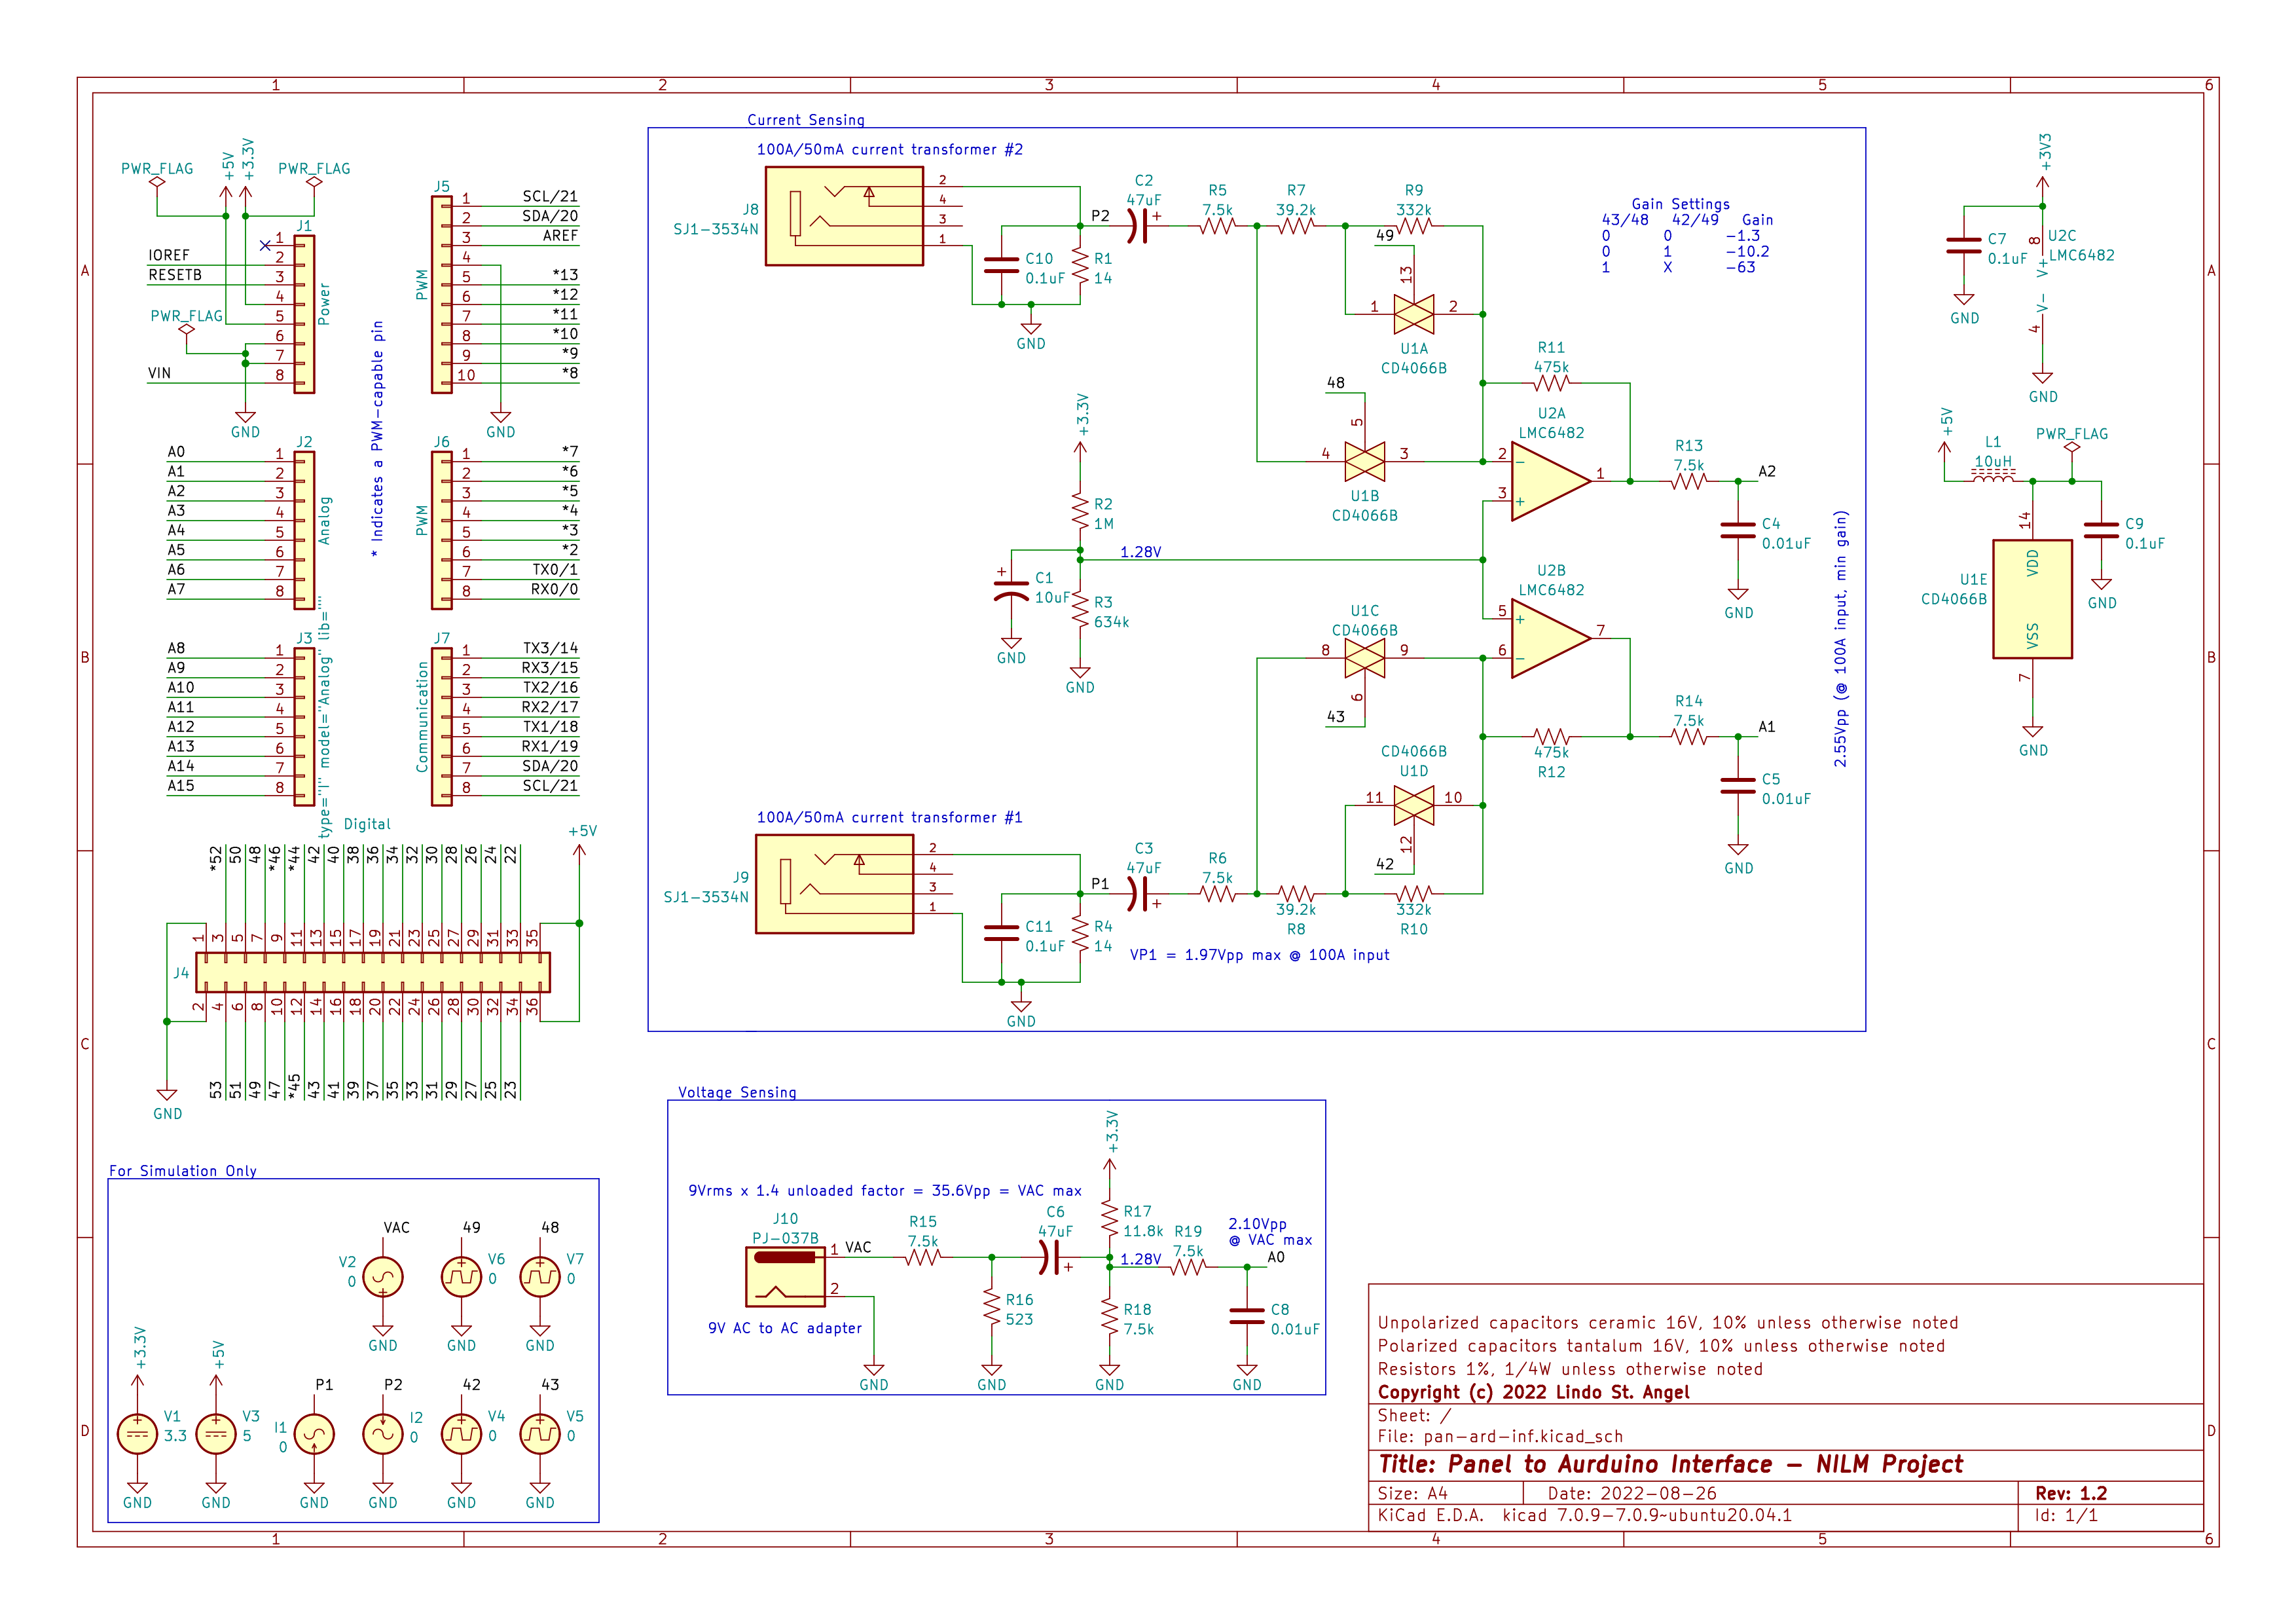 1 2 3 4 5 6
A
B
C
D
PWR_FLAG
+5V
+3.3V
PWR_FLAG
J1
1
IOREF 2
RESETB 3
4
5
PWR_FLAG
6
7
VIN 8
Power
GND
* Indicates a PWM-capable pin
J5
1 SCL/21
2 SDA/20
3 AREF
4
5 *13
6 *12
7 *11
8 *10
9 *9
10 *8
PWM
GND
J2
A0 1
A1 2
A2 3
A3 4
A4 5
A5 6
A6 7
A7 8
Analog
J6
1 *7
2 *6
3 *5
4 *4
5 *3
6 *2
7 TX0/1
8 RX0/0
PWM
J3
A8 1
A9 2
A10 3
A11 4
A12 5
A13 6
A14 7
A15 8
type="!" model="Analog" lib=""
J7
1 TX3/14
2 RX3/15
3 TX2/16
4 RX2/17
5 TX1/18
6 RX1/19
7 SDA/20
8 SCL/21
Communication
Digital
+5V
*52 50 48 *46 *44 42 40 38 36 34 32 30 28 26 24 22
1 3 5 7 9 11 13 15 17 19 21 23 25 27 29 31 33 35
J4
2 4 6 8 10 12 14 16 18 20 22 24 26 28 30 32 34 36
53 51 49 47 *45 43 41 39 37 35 33 31 29 27 25 23
GND
Current Sensing
100A/50mA current transformer #2
J8
SJ1-3534N
2
4
3
1
P2
C10
0.1uF
R1
14
GND
C2
47uF
+
R5
7.5k
R7
39.2k
R9
332k
49
13
1 2
U1A
CD4066B
48
5
4 3
U1B
CD4066B
Gain Settings
43/48 42/49 Gain
0 0 -1.3
0 1 -10.2
1 X -63
R11
475k
U2A
LMC6482
2 -
3 +
1
R13
7.5k
A2
C4
0.01uF
GND
+3.3V
R2
1M
1.28V
+
C1
10uF
GND
R3
634k
GND
U2B
LMC6482
5 +
6 -
7
U1C
CD4066B
8 9
6
43
CD4066B
U1D
11 10
12
42
475k
R12
R14
7.5k
A1
C5
0.01uF
GND
2.55Vpp (@ 100A input, min gain)
100A/50mA current transformer #1
J9
SJ1-3534N
2
4
3
1
P1
C11
0.1uF
R4
14
GND
C3
47uF
+
R6
7.5k
39.2k
R8
332k
R10
VP1 = 1.97Vpp max @ 100A input
+3V3
C7
0.1uF
GND
8
V+
U2C
LMC6482
V-
4
GND
+5V
L1
10uH
PWR_FLAG
14
VDD
U1E
CD4066B
VSS
7
GND
C9
0.1uF
GND
Voltage Sensing
9Vrms x 1.4 unloaded factor = 35.6Vpp = VAC max
J10
PJ-037B
1
2
VAC
9V AC to AC adapter
GND
R15
7.5k
R16
523
GND
C6
47uF
+
+3.3V
R17
11.8k
1.28V
R18
7.5k
GND
R19
7.5k
2.10Vpp
@ VAC max
A0
C8
0.01uF
GND
For Simulation Only
VAC
V2
0
+
GND
49
+
V6
0
GND
48
+
V7
0
GND
+3.3V
+
V1
3.3
GND
+5V
+
V3
5
GND
P1
I1
0
GND
P2
I2
0
GND
42
+
V4
0
GND
43
+
V5
0
GND
Unpolarized capacitors ceramic 16V, 10% unless otherwise noted
Polarized capacitors tantalum 16V, 10% unless otherwise noted
Resistors 1%, 1/4W unless otherwise noted
Copyright (c) 2022 Lindo St. Angel
Sheet: /
File: pan-ard-inf.kicad_sch
Title: Panel to Aurduino Interface - NILM Project
Size: A4 Date: 2022-08-26 Rev: 1.2
KiCad E.D.A. kicad 7.0.9-7.0.9~ubuntu20.04.1 Id: 1/1
A
B
C
D
1 2 3 4 5 6